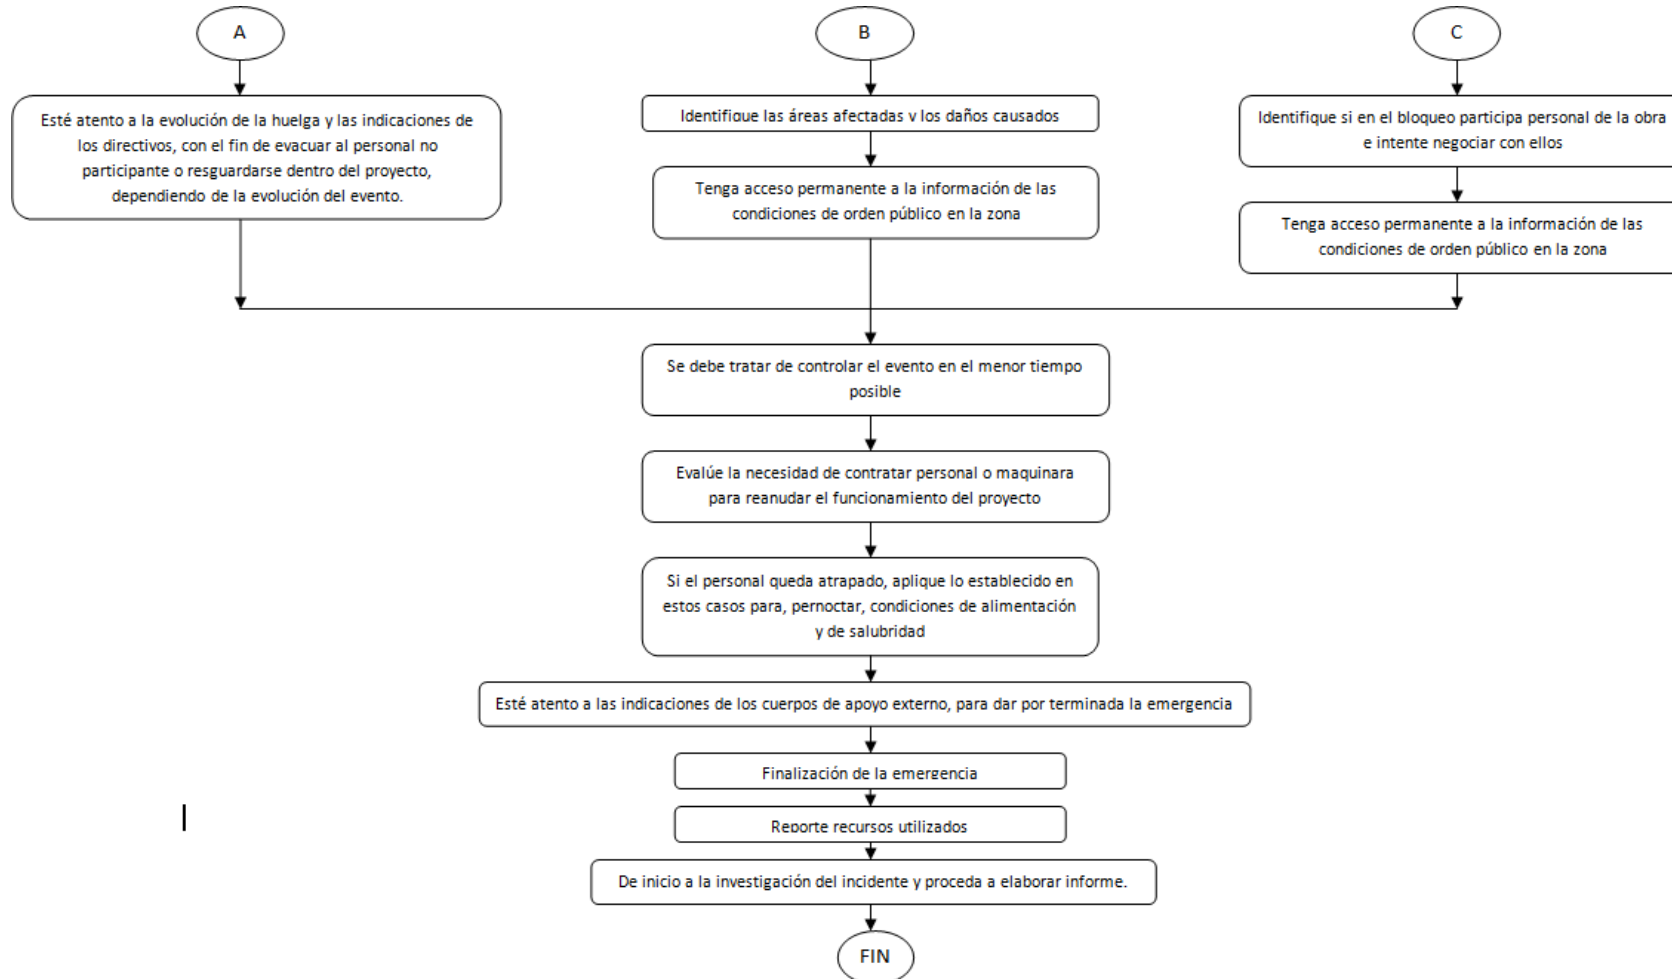 A
Esté atento a la evolución de la huelga y las indicaciones de
los directivos, con el fin de evacuar al personal no
participante o resguardarse dentro del proyecto,
dependiendo de la evolución del evento.
B
Identifique las áreas afectadas y los daños causados
Tenga acceso permanente a la información de las
condiciones de orden público en la zona
C
Identifique si en el bloqueo participa personal de la obra
e intente negociar con ellos
Tenga acceso permanente a la información de las
condiciones de orden público en la zona
Se debe tratar de controlar el evento en el menor tiempo
posible
Evalúe la necesidad de contratar personal o maquinara
para reanudar el funcionamiento del proyecto
Si el personal queda atrapado, aplique lo establecido en
estos casos para, pernoctar, condiciones de alimentación
y de salubridad
Esté atento a las indicaciones de los cuerpos de apoyo externo, para dar por terminada la emergencia
Finalización de la emergencia
Reporte recursos utilizados
De inicio a la investigación del incidente y proceda a elaborar informe.
FIN